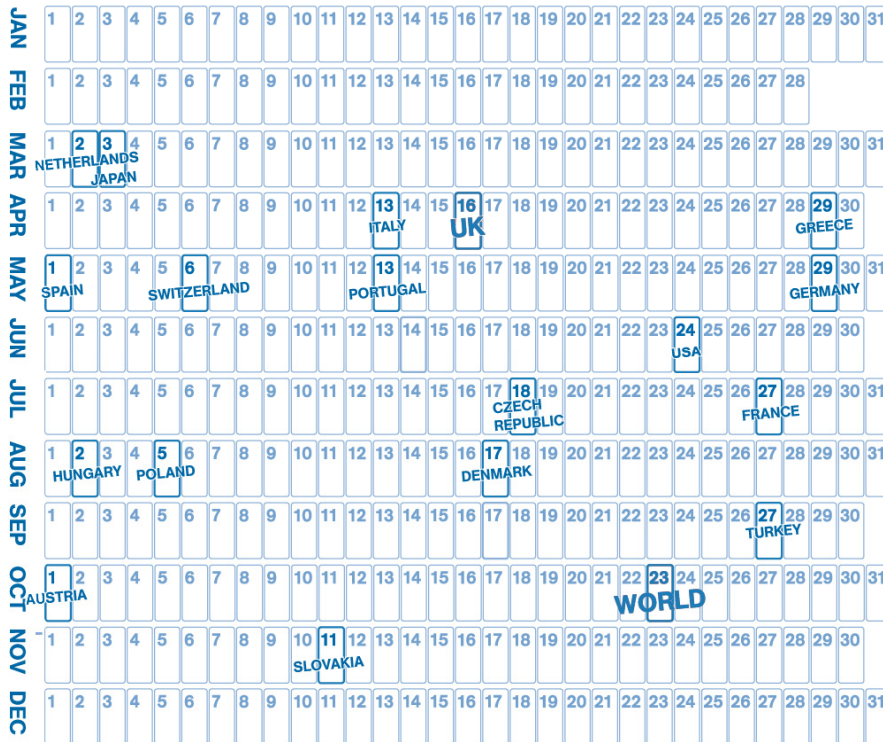 JAN 1 2 3 4 5 6 7 8 9 10 11 12 13 14 15 16 17 18 19 20 21 22 23 24 25 26 27 28 29 30 31
FEB 1 2 3 4 5 6 7 8 9 10 11 12 13 14 15 16 17 18 19 20 21 22 23 24 25 26 27 28
MAR 1 2 3 4 5 6 7 8 9 10 11 12 13 14 15 16 17 18 19 20 21 22 23 24 25 26 27 28 29 30 31
NETHERLANDS
JAPAN
APR 1 2 3 4 5 6 7 8 9 10 11 12 13 14 15 16 17 18 19 20 21 22 23 24 25 26 27 28 29 30
ITALY UK GREECE
MAY 1 2 3 4 5 6 7 8 9 10 11 12 13 14 15 16 17 18 19 20 21 22 23 24 25 26 27 28 29 30 31
SPAIN SWITZERLAND PORTUGAL GERMANY
JUN 1 2 3 4 5 6 7 8 9 10 11 12 13 14 15 16 17 18 19 20 21 22 23 24 25 26 27 28 29 30
USA
JUL 1 2 3 4 5 6 7 8 9 10 11 12 13 14 15 16 17 18 19 20 21 22 23 24 25 26 27 28 29 30 31
CZECH FRANCE
REPUBLIC
AUG 1 2 3 4 5 6 7 8 9 10 11 12 13 14 15 16 17 18 19 20 21 22 23 24 25 26 27 28 29 30 31
HUNGARY POLAND DENMARK
SEP 1 2 3 4 5 6 7 8 9 10 11 12 13 14 15 16 17 18 19 20 21 22 23 24 25 26 27 28 29 30
TURKEY
OCT 1 2 3 4 5 6 7 8 9 10 11 12 13 14 15 16 17 18 19 20 21 22 23 24 25 26 27 28 29 30 31
AUSTRIA WORLD
NOV 1 2 3 4 5 6 7 8 9 10 11 12 13 14 15 16 17 18 19 20 21 22 23 24 25 26 27 28 29 30
SLOVAKIA
DEC 1 2 3 4 5 6 7 8 9 10 11 12 13 14 15 16 17 18 19 20 21 22 23 24 25 26 27 28 29 30 31